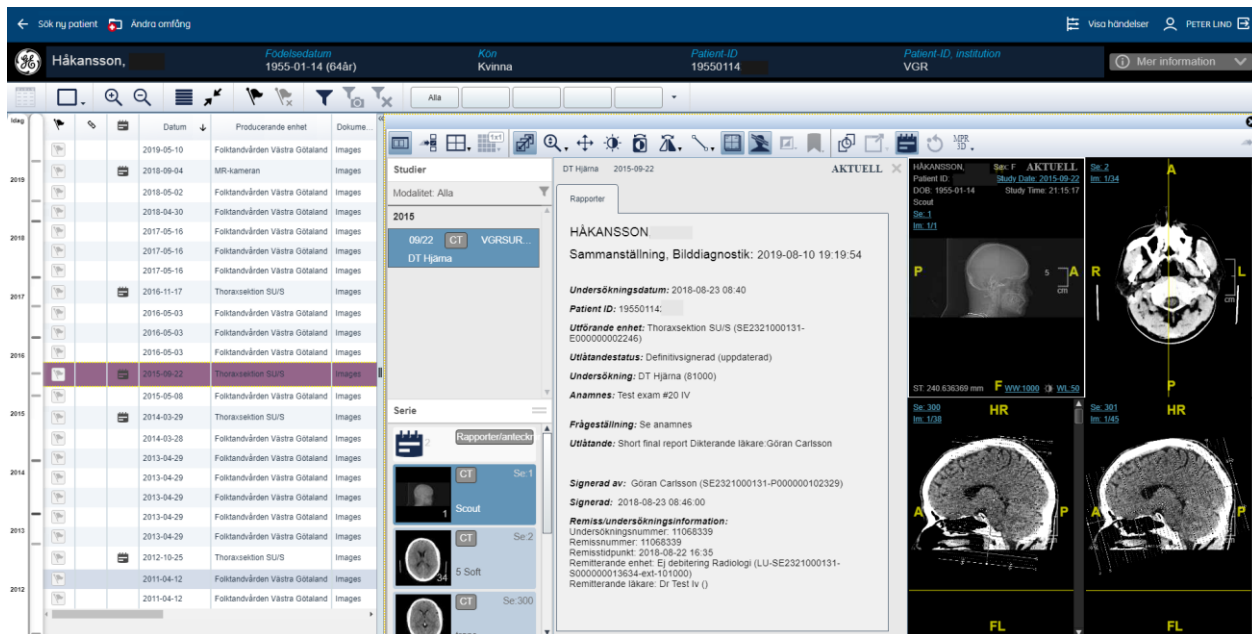 Sök ny patient
Ändra omfång
Visa händelser
PETER LIND
Håkansson,
Födelsedatum
1955-01-14 (64år)
Kön
Kvinna
Patient-ID
19550114
Patient-ID, institution
VGR
Mer information
Alla
Idag
2019
2018
2017
2016
2015
2014
2013
2012
Datum
Producerande enhet
Dokume...
2019-05-10 Folktandvården Västra Götaland Images
2018-09-04 MR-kameran Images
2018-05-02 Folktandvården Västra Götaland Images
2018-04-30 Folktandvården Västra Götaland Images
2017-05-16 Folktandvården Västra Götaland Images
2017-05-16 Folktandvården Västra Götaland Images
2017-05-16 Folktandvården Västra Götaland Images
2016-11-17 Thoraxsektion SU/S Images
2016-05-03 Folktandvården Västra Götaland Images
2016-05-03 Folktandvården Västra Götaland Images
2016-05-03 Folktandvården Västra Götaland Images
2015-09-22 Thoraxsektion SU/S Images
2015-05-08 Folktandvården Västra Götaland Images
2014-03-29 Thoraxsektion SU/S Images
2014-03-28 Folktandvården Västra Götaland Images
2013-04-29 Folktandvården Västra Götaland Images
2013-04-29 Folktandvården Västra Götaland Images
2013-04-29 Folktandvården Västra Götaland Images
2013-04-29 Folktandvården Västra Götaland Images
2013-04-29 Folktandvården Västra Götaland Images
2012-10-25 Thoraxsektion SU/S Images
2011-04-12 Folktandvården Västra Götaland Images
2011-04-12 Folktandvården Västra Götaland Images
MPR
3D
Studier
Modalitet: Alla
2015
09/22 CT VGRSUR...
DT Hjärna
Serie
2
Rapporter/anteckn
CT Se:1
1 Scout
CT Se:2
34 5 Soft
CT Se:300
DT Hjärna 2015-09-22 AKTUELL
Rapporter
HÅKANSSON,
Sammanställning, Bilddiagnostik: 2019-08-10 19:19:54
Undersökningsdatum: 2018-08-23 08:40
Patient ID: 19550114
Utförande enhet: Thoraxsektion SU/S (SE2321000131-
E000000002246)
Utlåtandestatus: Definitivsignerad (uppdaterad)
Undersökning: DT Hjärna (81000)
Anamnes: Test exam #20 IV
Frågeställning: Se anamnes
Utlåtande: Short final report Dikterande läkare:Göran Carlsson
Signerad av: Göran Carlsson (SE2321000131-P000000102329)
Signerad: 2018-08-23 08:46:00
Remiss/undersökningsinformation:
Undersökningsnummer: 11068339
Remissnummer: 11068339
Remisstidpunkt: 2018-08-22 16:35
Remitterande enhet: Ej debitering Radiologi (LU-SE2321000131-
S000000013634-ext-101000)
Remitterande läkare: Dr Test Iv ()
HÅKANSSON, Sex: F AKTUELL
Patient ID: Study Date: 2015-09-22
DOB: 1955-01-14 Study Time: 21:15:17
Scout
Se: 1
Im: 1/1
P
5
cm
A
ST: 240.636369 mm F WW:1000 WL:50
Se: 2
Im: 1/34
A
R
L
cm
P
Se: 300
Im: 1/38
HR
A
P
FL
Se: 301
Im: 1/45
HR
A
P
FL